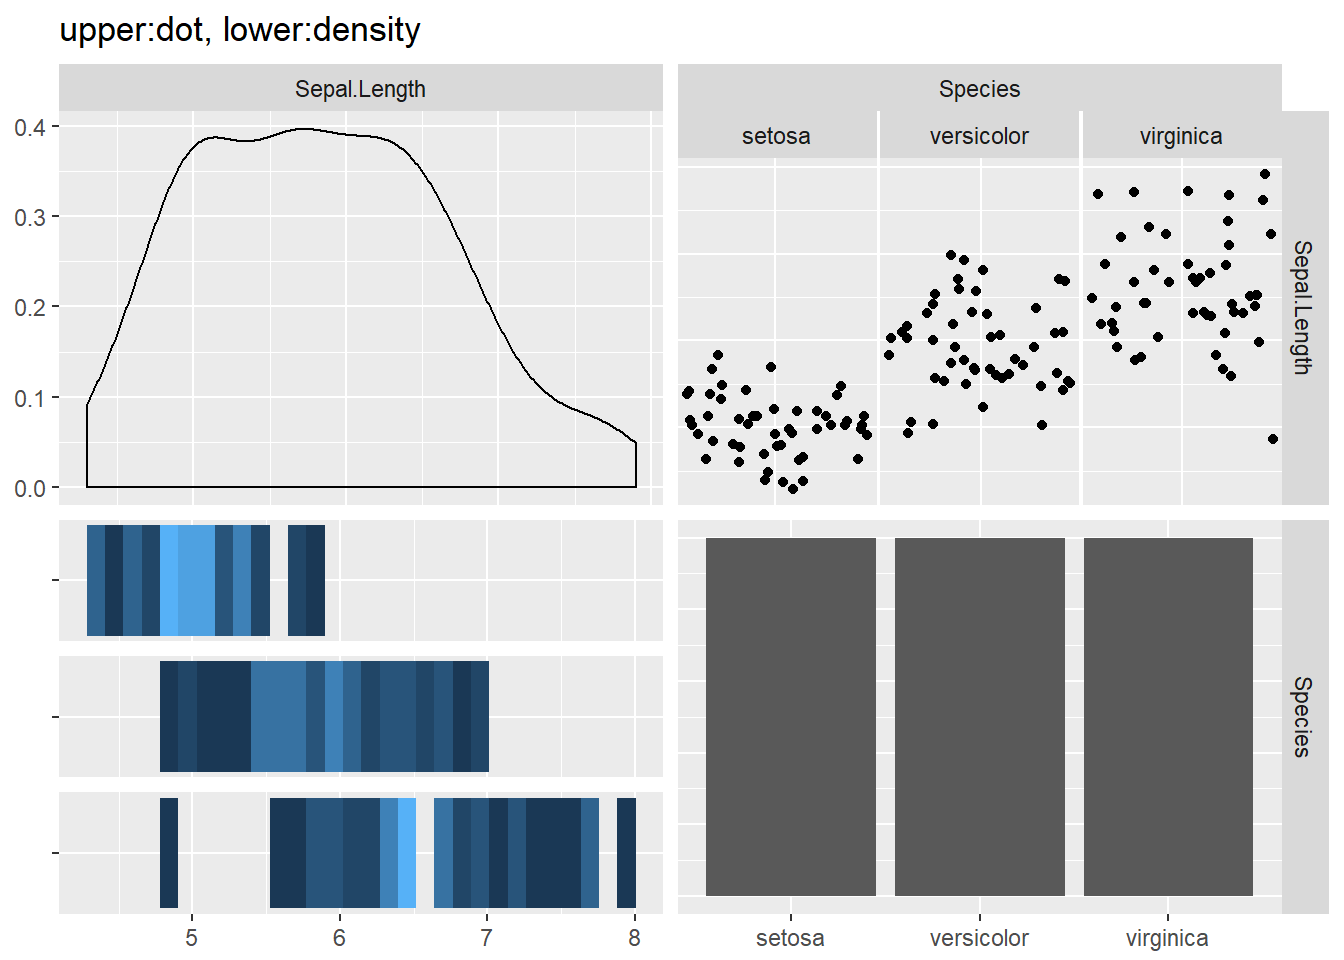 upper:dot, lower:density
Sepal.Length
Species
setosa versicolor virginica
0.4
0.3
0.2
0.1
0.0
Sepal.Length
Species
5 6 7 8
setosa versicolor virginica